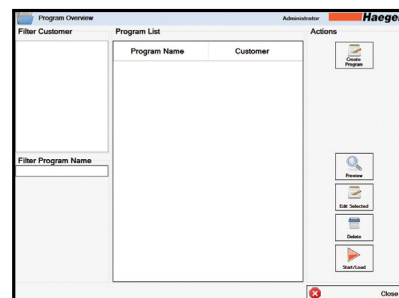 Program Overview
Administrator
Haeger
Filter Customer
Program List
Actions
Program Name
Customer
Create
Program
Filter Program Name
Preview
Edit Selected
Delete
Start/Load
Close